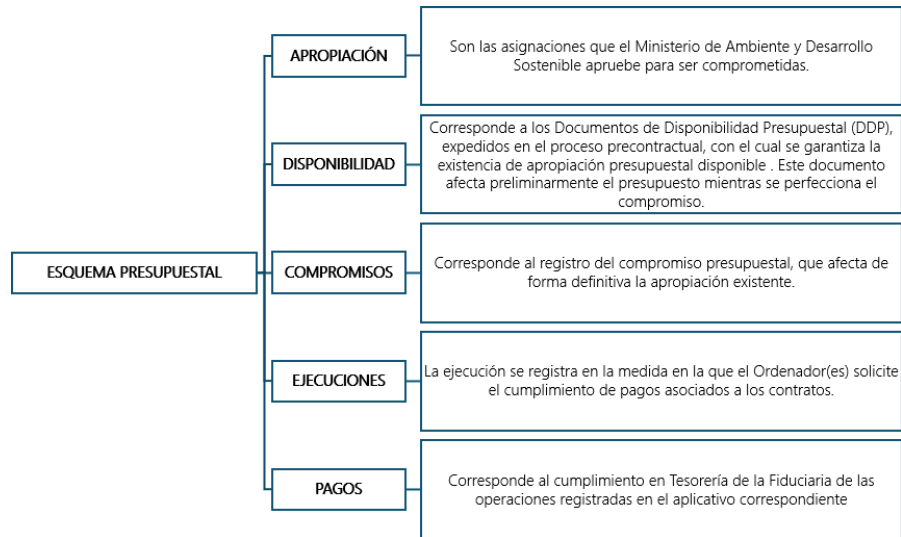 APROPIACIÓN
Son las asignaciones que el Ministerio de Ambiente y Desarrollo
Sostenible apruebe para ser comprometidas.
DISPONIBILIDAD
Corresponde a los Documentos de Disponibilidad Presupuestal (DDP),
expedidos en el proceso precontractual, con el cual se garantiza la
existencia de apropiación presupuestal disponible . Este documento
afecta preliminarmente el presupuesto mientras se perfecciona el
compromiso.
ESQUEMA PRESUPUESTAL
COMPROMISOS
Corresponde al registro del compromiso presupuestal, que afecta de
forma definitiva la apropiación existente.
EJECUCIONES
La ejecución se registra en la medida en la que el Ordenador(es) solicite
el cumplimiento de pagos asociados a los contratos.
PAGOS
Corresponde al cumplimiento en Tesorería de la Fiduciaria de las
operaciones registradas en el aplicativo correspondiente